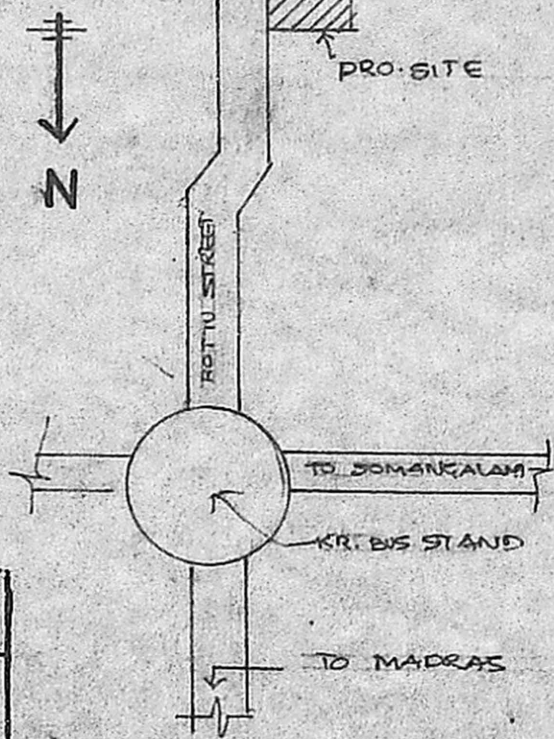 PRO.SITE
N
ROTTU STREET
TO SOMANGALAM
KR. BUS STAND
TO MADRAS